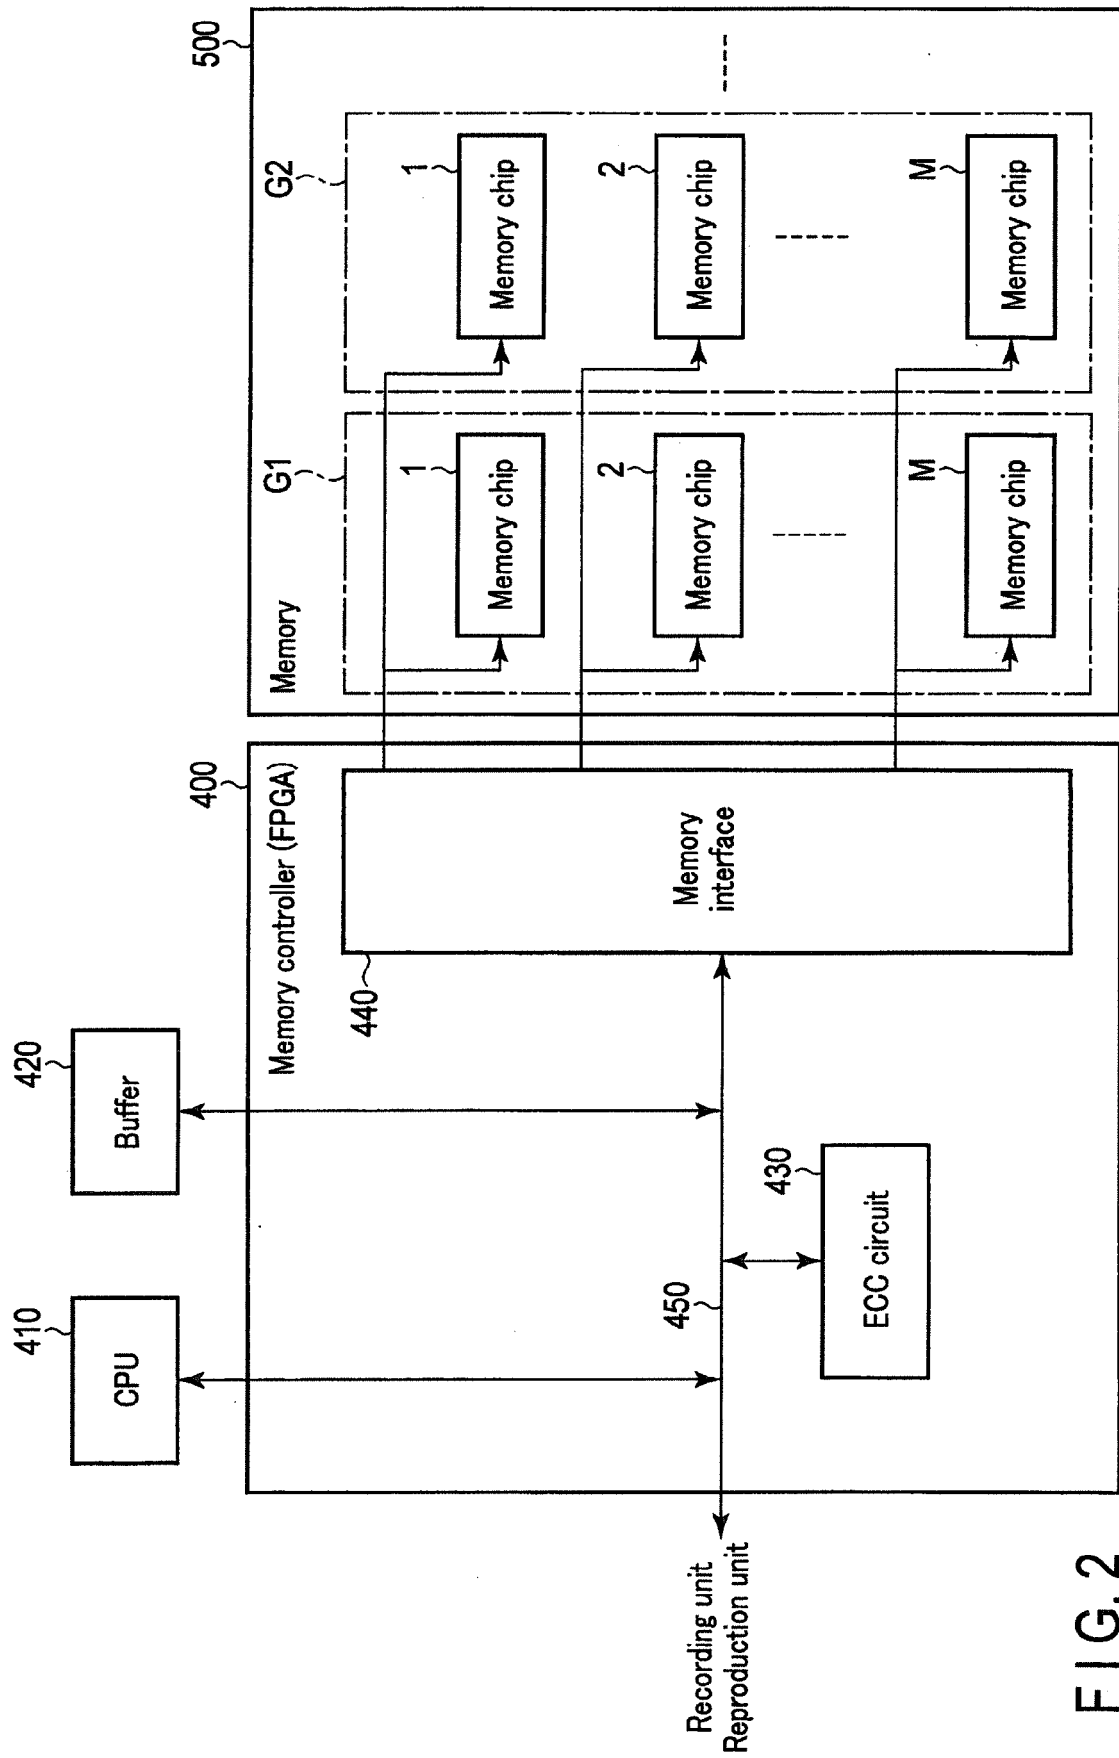 410
CPU
420
Buffer
400
Memory controller (FPGA)
440
Memory
interface
450
430
ECC circuit
Recording unit
Reproduction unit
500
Memory
G1
1
Memory chip
2
Memory chip
M
Memory chip
G2
1
Memory chip
2
Memory chip
M
Memory chip
FIG. 2